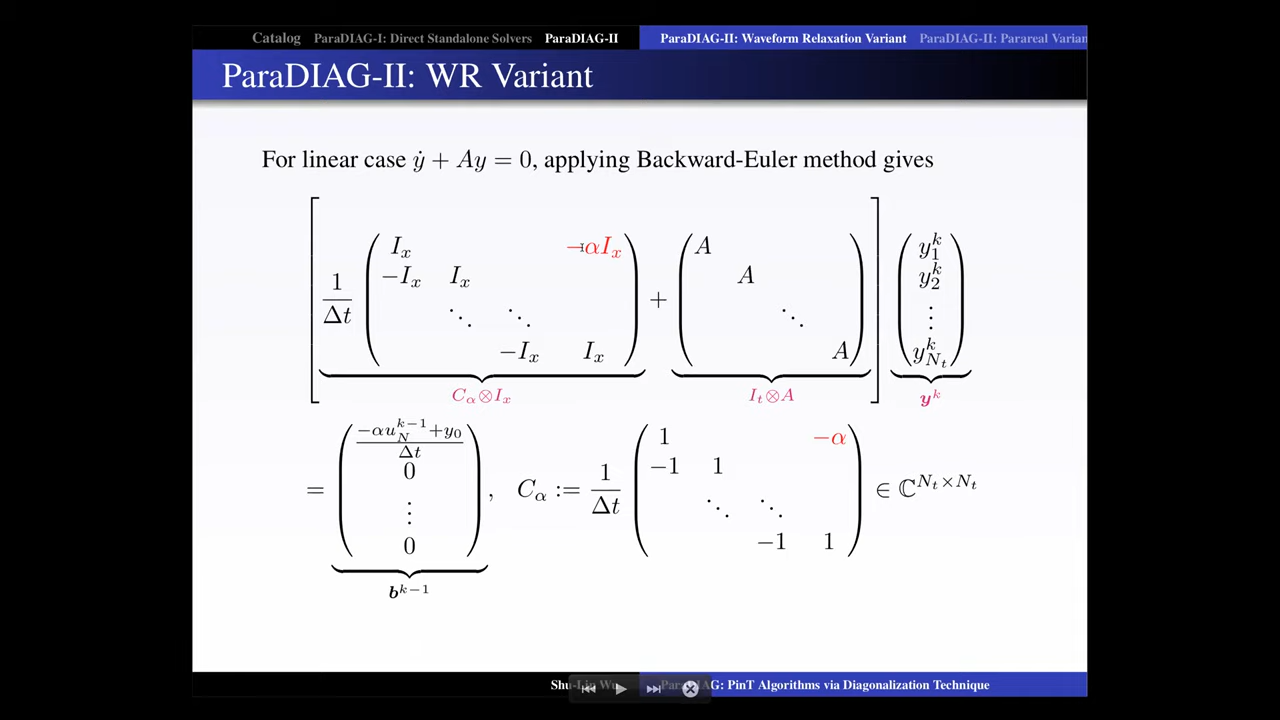 Catalog ParaDIAG-I: Direct Standalone Solvers ParaDIAG-II ParaDIAG-II: Waveform Relaxation Variant ParaDIAG-II: Parareal Varian
ParaDIAG-II: WR Variant
For linear case ẏ + Ay = 0, applying Backward-Euler method gives
[ 1/Δt ( I_x −αI_x
−I_x I_x
⋱ ⋱
−I_x I_x ) + ( A
A
⋱
A ) ] ( y_1^k
y_2^k
⋮
y_{N_t}^k )
C_α⊗I_x I_t⊗A y^k
= ( (−αu_N^{k−1}+y_0)/Δt
0
⋮
0 ) , C_α := 1/Δt ( 1 −α
−1 1
⋱ ⋱
−1 1 ) ∈ ℂ^{N_t×N_t}
b^{k−1}
Shu-Lin Wu G: PinT Algorithms via Diagonalization Technique